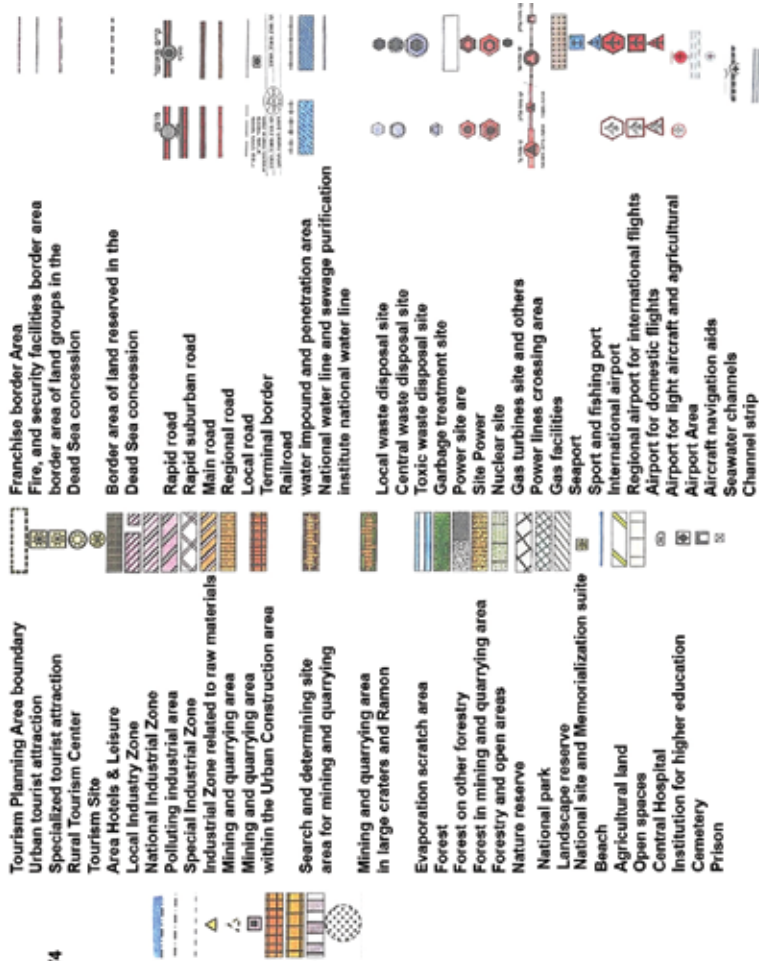 Tourism Planning Area boundary
Urban tourist attraction
Specialized tourist attraction
Rural Tourism Center
Tourism Site
Area Hotels & Leisure
Local Industry Zone
National Industrial Zone
Polluting industrial area
Special Industrial Zone
Industrial Zone related to raw materials
Mining and quarrying area
Mining and quarrying area
within the Urban Construction area
Search and determining site
area for mining and quarrying
Mining and quarrying area
in large craters and Ramon
Evaporation scratch area
Forest
Forest on other forestry
Forest in mining and quarrying area
Forestry and open areas
Nature reserve
National park
Landscape reserve
National site and Memorialization suite
Beach
Agricultural land
Open spaces
Central Hospital
Institution for higher education
Cemetery
Prison
Franchise border Area
Fire, and security facilities border area
border area of land groups in the
Dead Sea concession
Border area of land reserved in the
Dead Sea concession
Rapid road
Rapid suburban road
Main road
Regional road
Local road
Terminal border
Railroad
water impound and penetration area
National water line and sewage purification
institute national water line
Local waste disposal site
Central waste disposal site
Toxic waste disposal site
Garbage treatment site
Power site are
Site Power
Nuclear site
Gas turbines site and others
Power lines crossing area
Gas facilities
Seaport
Sport and fishing port
International airport
Regional airport for international flights
Airport for domestic flights
Airport for light aircraft and agricultural
Airport Area
Aircraft navigation aids
Seawater channels
Channel strip